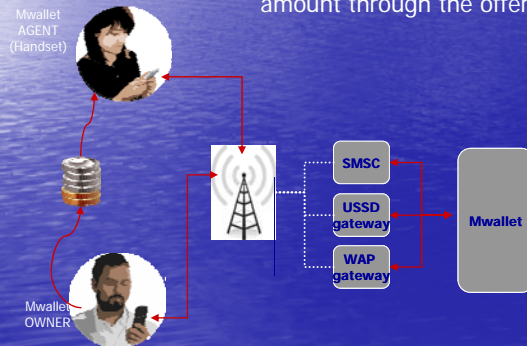 amount through the offer
Mwallet
AGENT
(Handset)
SMSC
USSD
gateway
WAP
gateway
Mwallet
Mwallet
OWNER